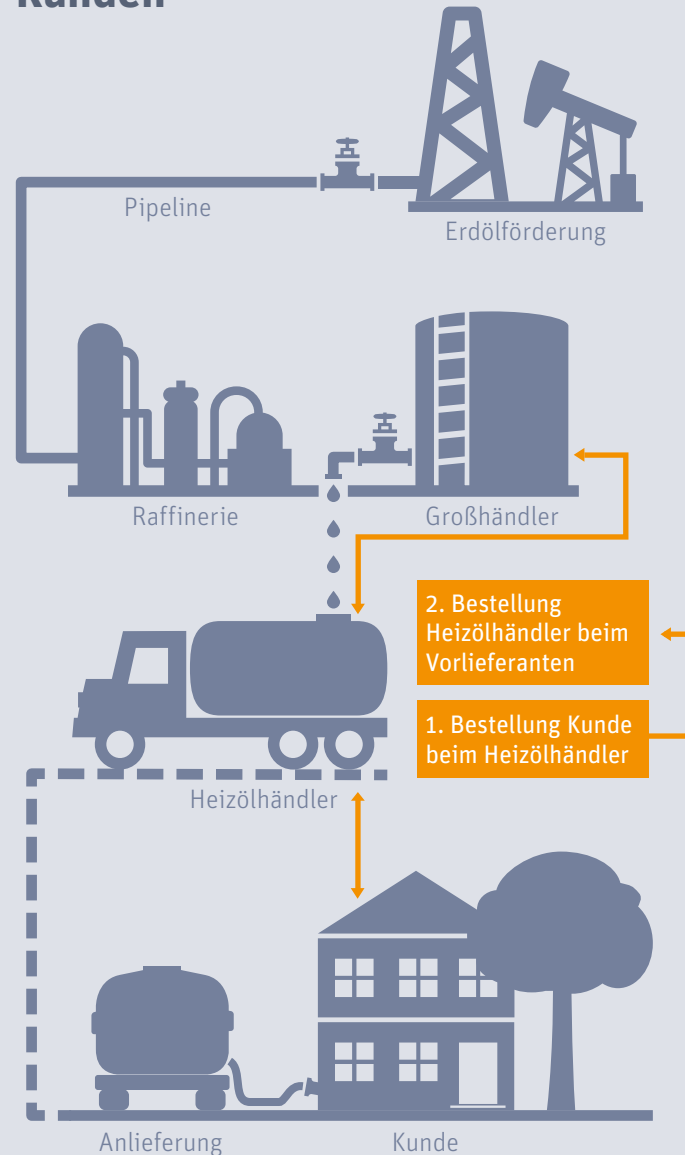 Kunden
Pipeline
Erdölförderung
Raffinerie
Großhändler
2. Bestellung
Heizölhändler beim
Vorlieferanten
1. Bestellung Kunde
beim Heizölhändler
Heizölhändler
Anlieferung
Kunde